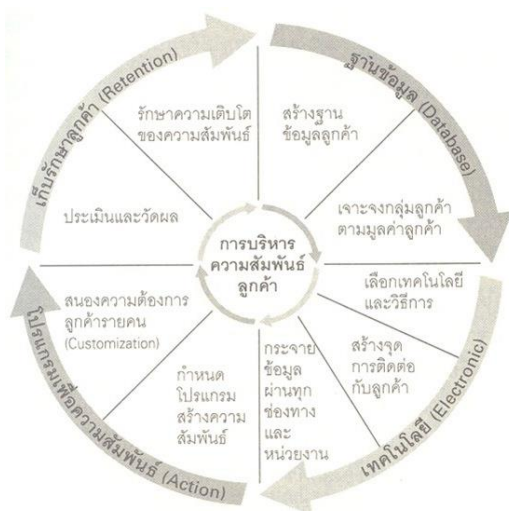 ฐานข้อมูล (Database)
สร้างฐาน
ข้อมูลลูกค้า
เจาะจงกลุ่มลูกค้า
ตามมูลค่าลูกค้า
เทคโนโลยี (Electronic)
เลือกเทคโนโลยี
และวิธีการ
สร้างจุด
การติดต่อ
กับลูกค้า
กระจาย
ข้อมูล
ผ่านทุก
ช่องทาง
และ
หน่วยงาน
โปรแกรมเพื่อความสัมพันธ์ (Action)
กำหนด
โปรแกรม
สร้างความ
สัมพันธ์
สนองความต้องการ
ลูกค้ารายคน
(Customization)
เก็บรักษาลูกค้า (Retention)
ประเมินและวัดผล
รักษาความเติบโต
ของความสัมพันธ์
การบริหาร
ความสัมพันธ์
ลูกค้า